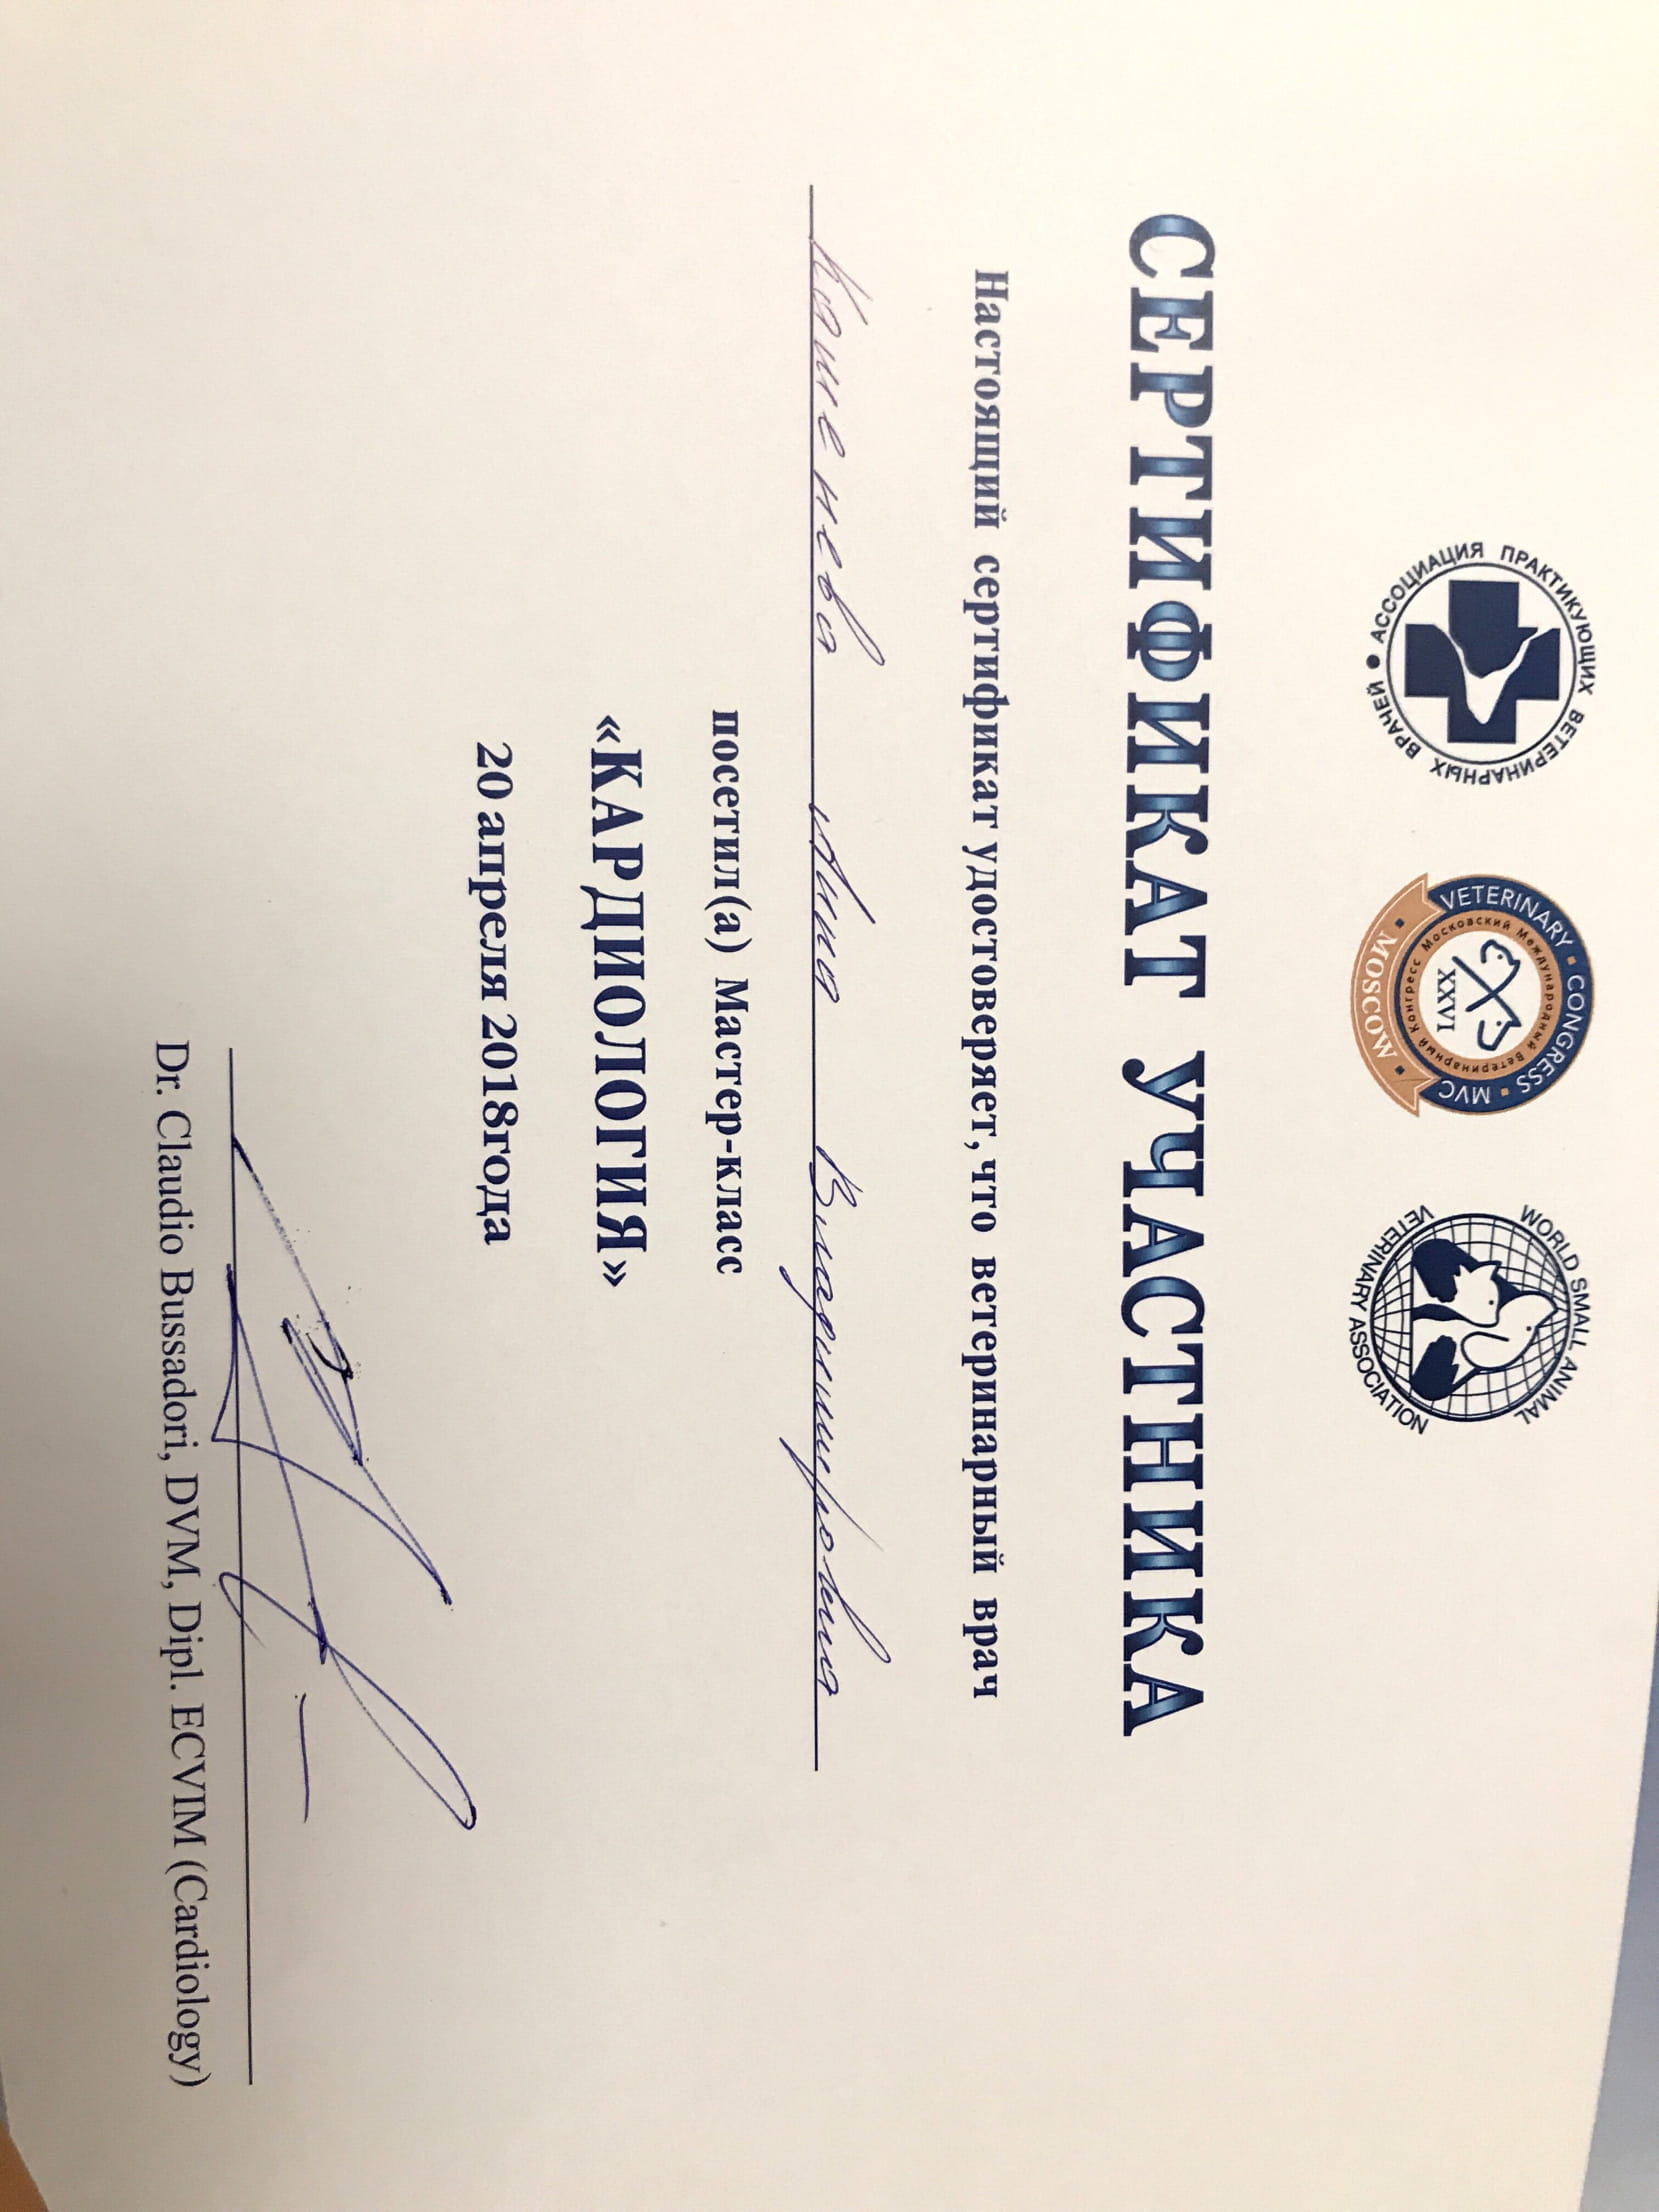 АССОЦИАЦИЯ ПРАКТИКУЮЩИХ ВЕТЕРИНАРНЫХ ВРАЧЕЙ
VETERINARY CONGRESS MVC
Московский Международный Ветеринарный Конгресс
XXVI
MOSCOW
WORLD SMALL ANIMAL
VETERINARY ASSOCIATION
СЕРТИФИКАТ УЧАСТНИКА
Настоящий сертификат удостоверяет, что ветеринарный врач
Анна Владимировна
посетил(а) Мастер-класс
«КАРДИОЛОГИЯ»
20 апреля 2018года
Dr. Claudio Bussadori, DVM, Dipl. ECVIM (Cardiology)